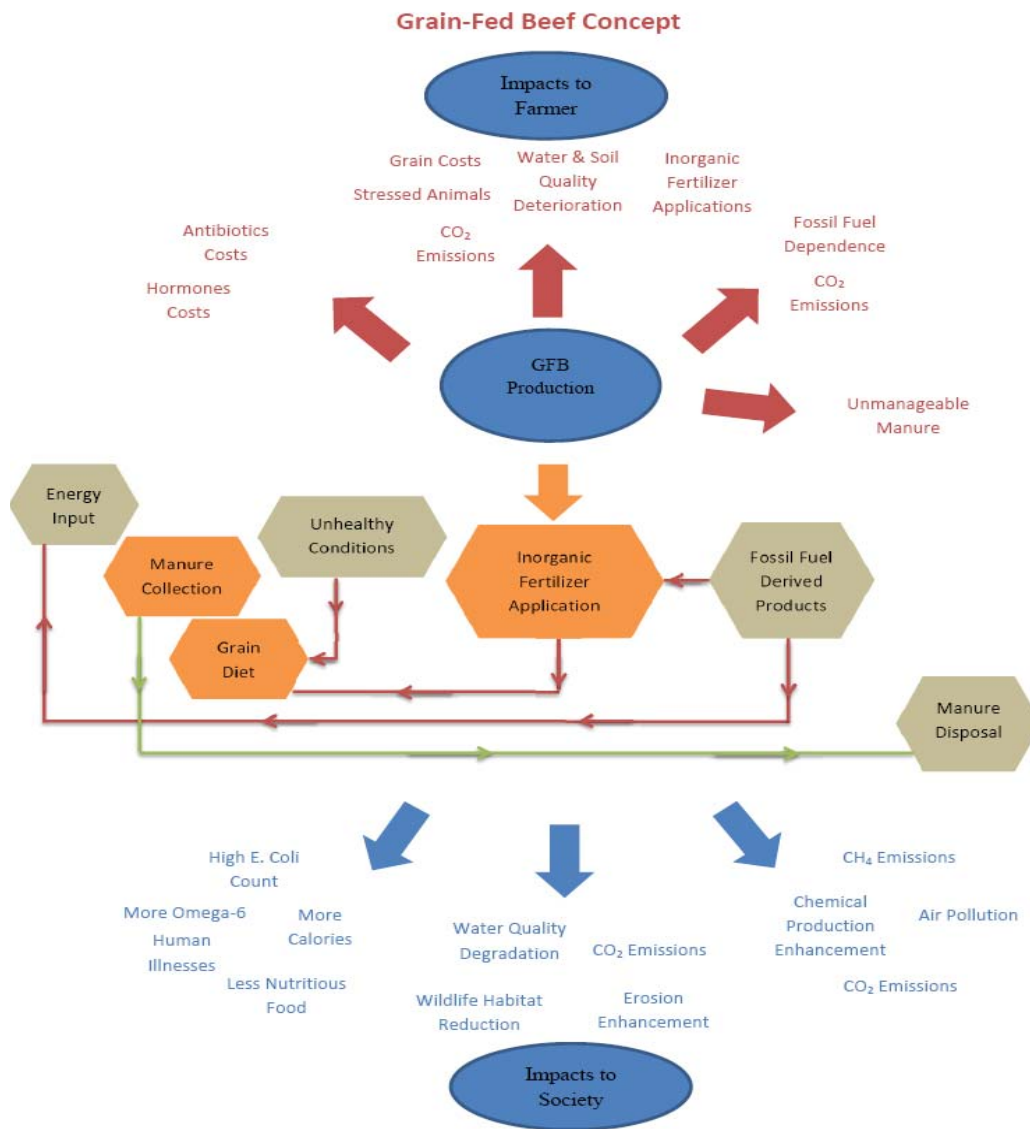 Grain-Fed Beef Concept
Impacts to
Farmer
Grain Costs
Stressed Animals
CO₂
Emissions
Water & Soil
Quality
Deterioration
Inorganic
Fertilizer
Applications
Antibiotics
Costs
Hormones
Costs
Fossil Fuel
Dependence
CO₂
Emissions
GFB
Production
Unmanageable
Manure
Energy
Input
Manure
Collection
Unhealthy
Conditions
Grain
Diet
Inorganic
Fertilizer
Application
Fossil Fuel
Derived
Products
Manure
Disposal
High E. Coli
Count
More Omega-6
Human
Illnesses
More
Calories
Less Nutritious
Food
Water Quality
Degradation
CO₂ Emissions
Wildlife Habitat
Reduction
Erosion
Enhancement
CH₄ Emissions
Chemical
Production
Enhancement
Air Pollution
CO₂ Emissions
Impacts to
Society